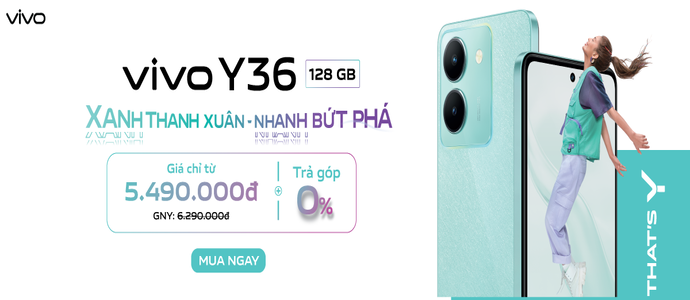 vivo
vivo Y36 128 GB
XANH THANH XUÂN - NHANH BỨT PHÁ
Giá chỉ từ
5.490.000đ
GNY: 6.290.000đ
+
Trả góp
0%
MUA NGAY
THAT'S Y